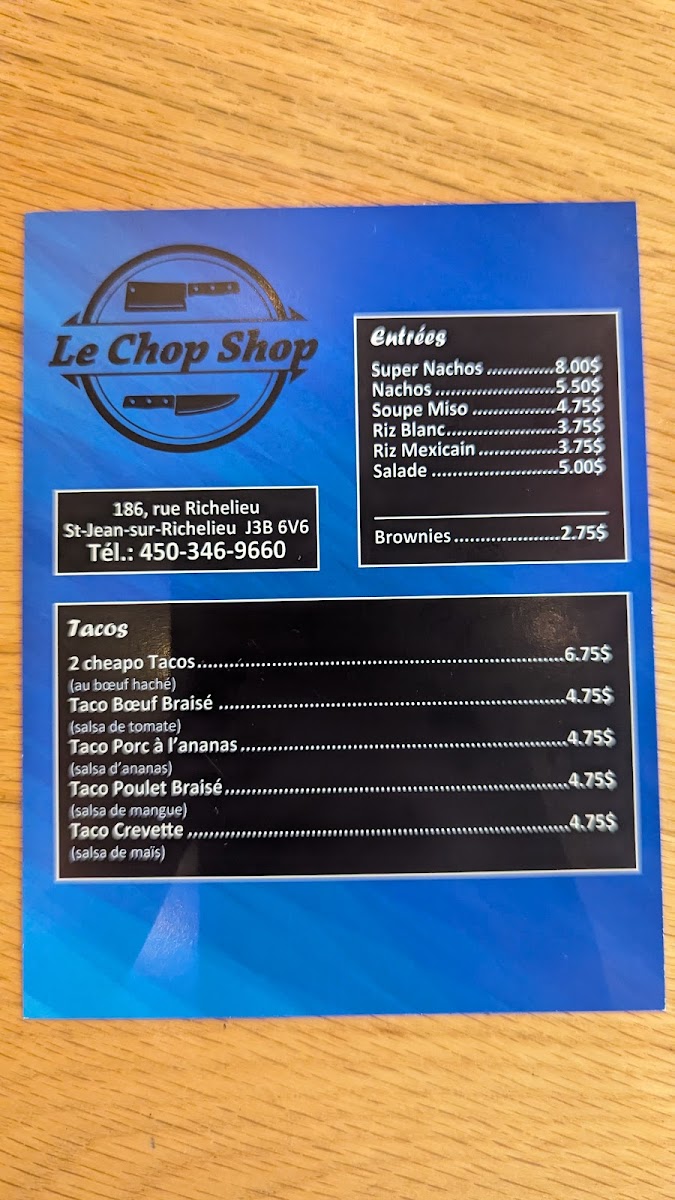 Le Chop Shop
186, rue Richelieu
St-Jean-sur-Richelieu J3B 6V6
Tél.: 450-346-9660
Entrées
Super Nachos.............8.00$
Nachos........................5.50$
Soupe Miso ................4.75$
Riz Blanc.....................3.75$
Riz Mexicain...............3.75$
Salade ........................5.00$
Brownies....................2.75$
Tacos
2 cheapo Tacos......................................................................6.75$
(au bœuf haché)
Taco Bœuf Braisé ..................................................................4.75$
(salsa de tomate)
Taco Porc à l'ananas..............................................................4.75$
(salsa d'ananas)
Taco Poulet Braisé.................................................................4.75$
(salsa de mangue)
Taco Crevette ........................................................................4.75$
(salsa de maïs)